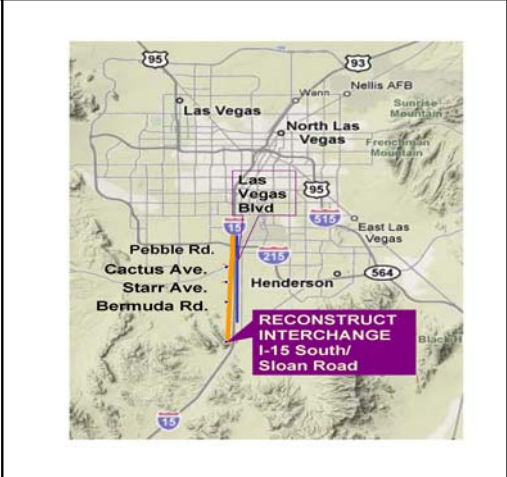 95
93
Nellis AFB
Wann
Las Vegas
Sunrise
Mountain
North Las
Vegas
Frenchman
Mountain
Las
Vegas
Blvd
95
15
515
East Las
Vegas
Pebble Rd.
215
Cactus Ave.
Henderson
564
Starr Ave.
Bermuda Rd.
RECONSTRUCT
INTERCHANGE
I-15 South/
Sloan Road
Black H
15